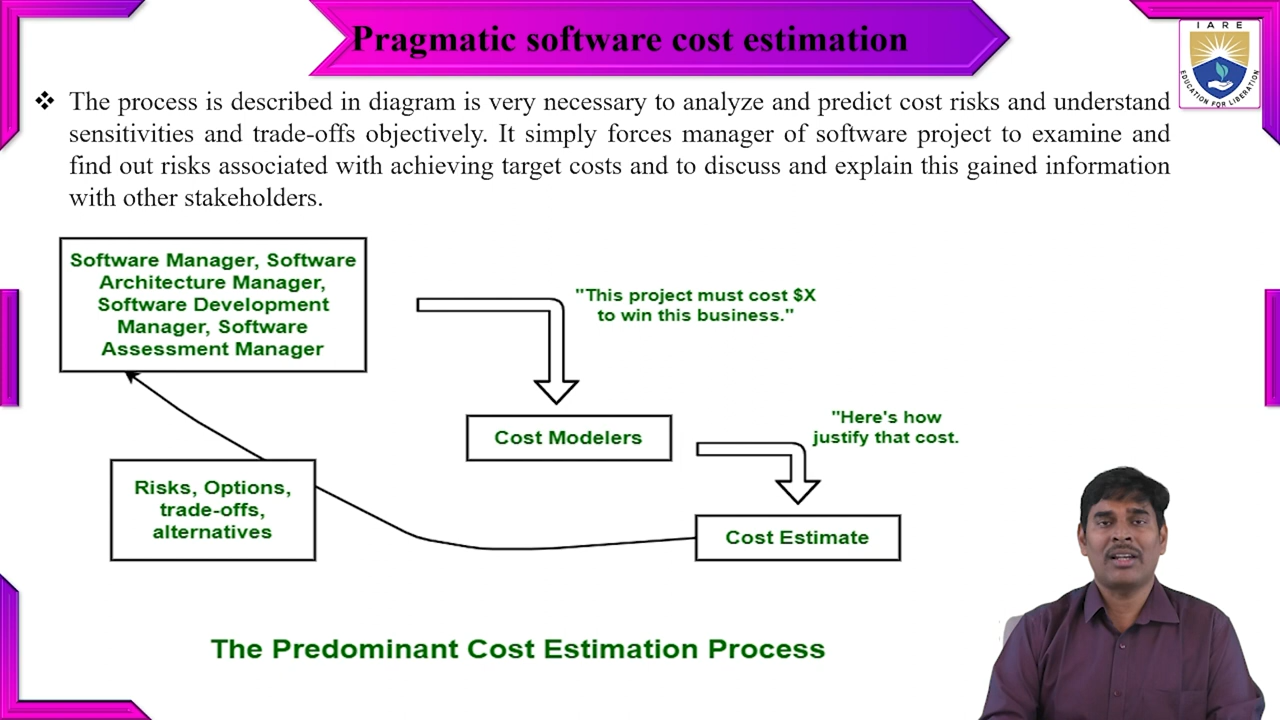 Pragmatic software cost estimation
I A R E
EDUCATION FOR LIBERATION
❖ The process is described in diagram is very necessary to analyze and predict cost risks and understand
sensitivities and trade-offs objectively. It simply forces manager of software project to examine and
find out risks associated with achieving target costs and to discuss and explain this gained information
with other stakeholders.
Software Manager, Software
Architecture Manager,
Software Development
Manager, Software
Assessment Manager
"This project must cost $X
to win this business."
Cost Modelers
"Here's how
justify that cost.
Risks, Options,
trade-offs,
alternatives
Cost Estimate
The Predominant Cost Estimation Process